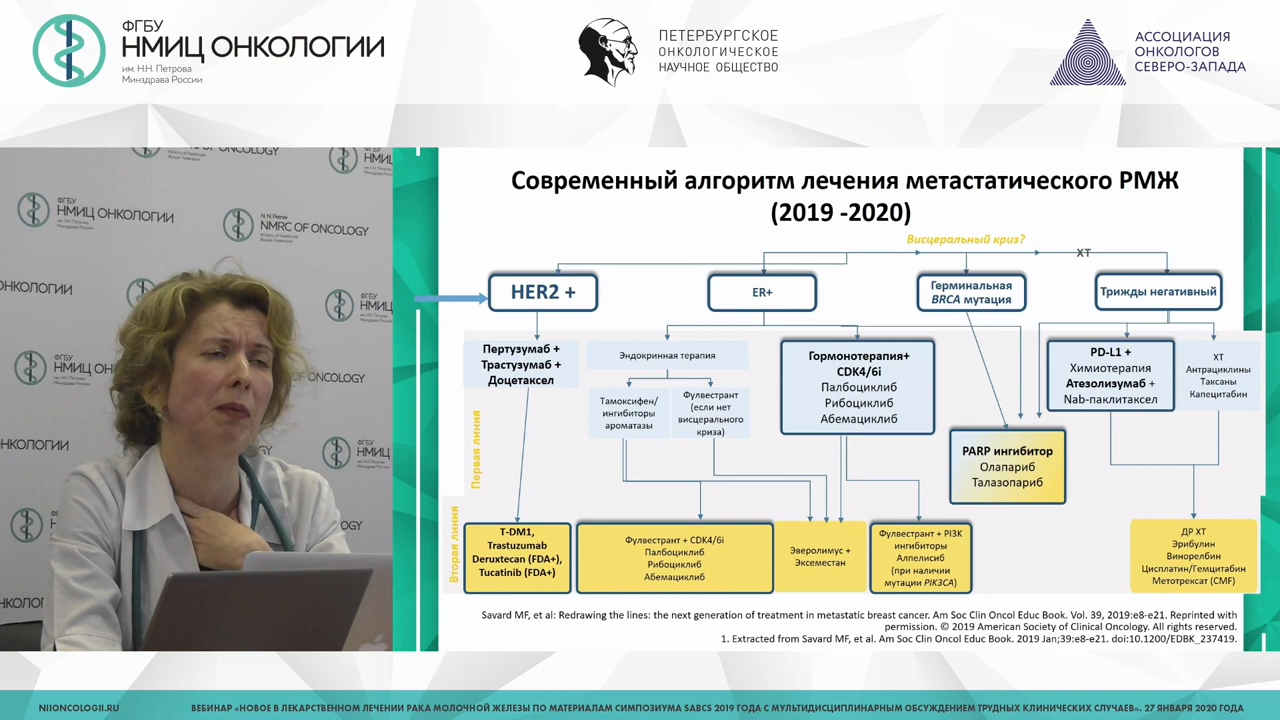 ФГБУ
НМИЦ ОНКОЛОГИИ
им. Н.Н. Петрова
Минздрава России
ПЕТЕРБУРГСКОЕ
ОНКОЛОГИЧЕСКОЕ
НАУЧНОЕ ОБЩЕСТВО
АССОЦИАЦИЯ
ОНКОЛОГОВ
СЕВЕРО-ЗАПАДА
НМИЦ ОНКОЛОГИИ
NMRC OF ONCOLOGY
Современный алгоритм лечения метастатического РМЖ
(2019 -2020)
Висцеральный криз?
ХТ
HER2 +
ER+
Герминальная
BRCA мутация
Трижды негативный
Первая линия
Пертузумаб +
Трастузумаб +
Доцетаксел
Эндокринная терапия
Тамоксифен/
ингибиторы
ароматазы
Фулвестрант
(если нет
висцерального
криза)
Гормонотерапия+
CDK4/6i
Палбоциклиб
Рибоциклиб
Абемациклиб
PARP ингибитор
Олапариб
Талазопариб
PD-L1 +
Химиотерапия
Атезолизумаб +
Nab-паклитаксел
ХТ
Антрациклины
Таксаны
Капецитабин
Вторая линия
T-DM1,
Trastuzumab
Deruxtecan (FDA+),
Tucatinib (FDA+)
Фулвестрант + CDK4/6i
Палбоциклиб
Рибоциклиб
Абемациклиб
Эверолимус +
Эксеместан
Фулвестрант + PI3K
ингибиторы
Алпелисиб
(при наличии
мутации PIK3CA)
ДР ХТ
Эрибулин
Винорелбин
Цисплатин/Гемцитабин
Метотрексат (CMF)
Savard MF, et al: Redrawing the lines: the next generation of treatment in metastatic breast cancer. Am Soc Clin Oncol Educ Book. Vol. 39, 2019:e8-e21. Reprinted with
permission. © 2019 American Society of Clinical Oncology. All rights reserved.
1. Extracted from Savard MF, et al. Am Soc Clin Oncol Educ Book. 2019 Jan;39:e8-e21. doi:10.1200/EDBK_237419.
NIIONCOLOGII.RU
ВЕБИНАР «НОВОЕ В ЛЕКАРСТВЕННОМ ЛЕЧЕНИИ РАКА МОЛОЧНОЙ ЖЕЛЕЗЫ ПО МАТЕРИАЛАМ СИМПОЗИУМА SABCS 2019 ГОДА С МУЛЬТИДИСЦИПЛИНАРНЫМ ОБСУЖДЕНИЕМ ТРУДНЫХ КЛИНИЧЕСКИХ СЛУЧАЕВ». 27 ЯНВАРЯ 2020 ГОДА